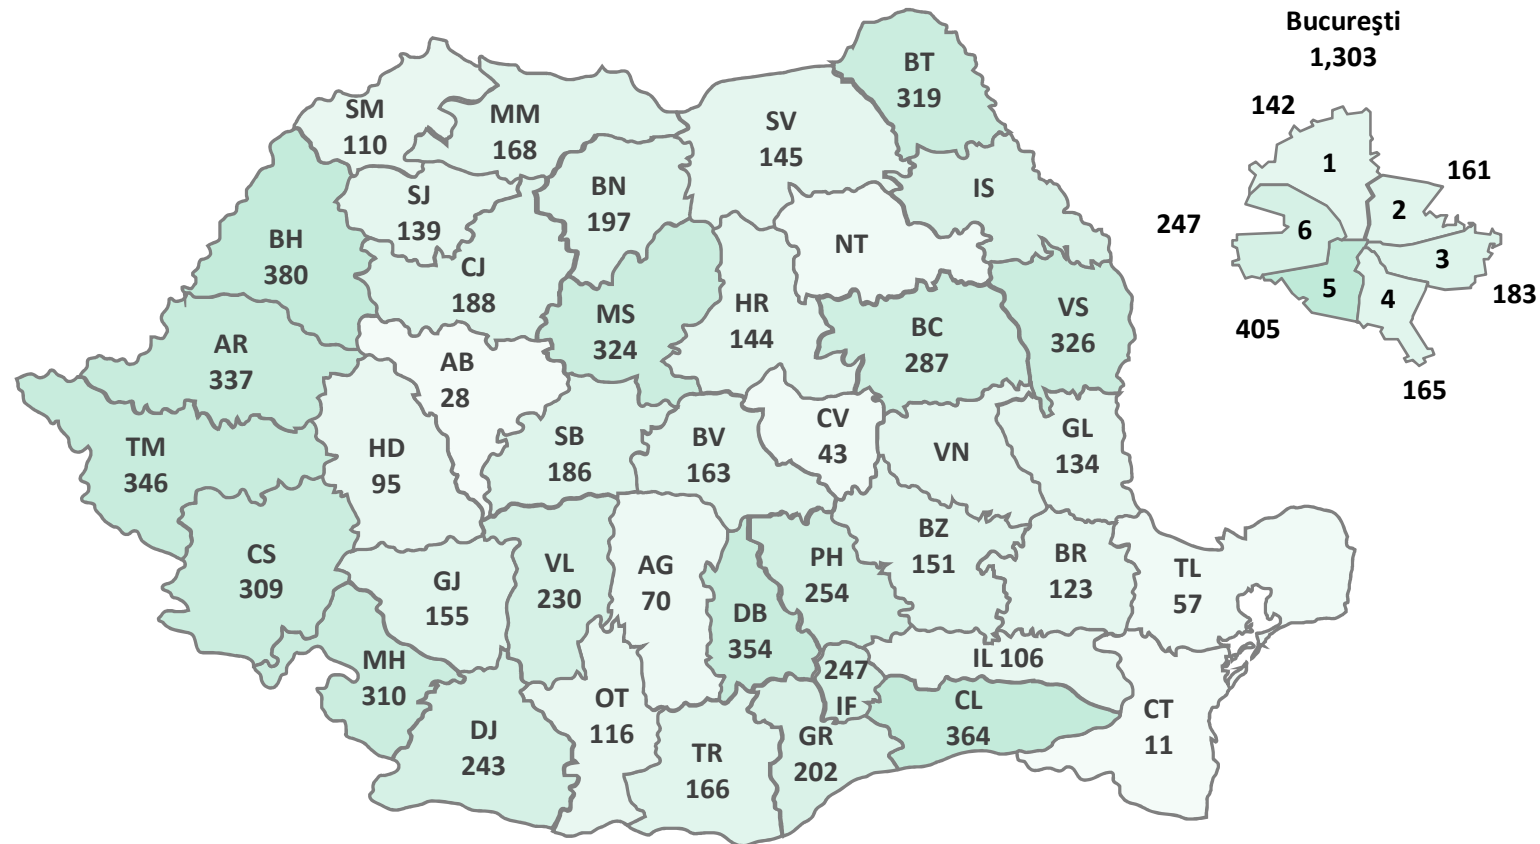 Bucureşti
1,303
142
1
161
2
247
6
3
183
5
4
405
165
BT
319
SM
110
MM
168
SV
145
IS
SJ
139
BN
197
NT
BH
380
CJ
188
MS
324
HR
144
BC
287
VS
326
AR
337
AB
28
TM
346
HD
95
SB
186
BV
163
CV
43
VN
GL
134
CS
309
GJ
155
VL
230
AG
70
DB
354
PH
254
BZ
151
BR
123
TL
57
MH
310
DJ
243
OT
116
TR
166
GR
202
247
IF
IL 106
CL
364
CT
11